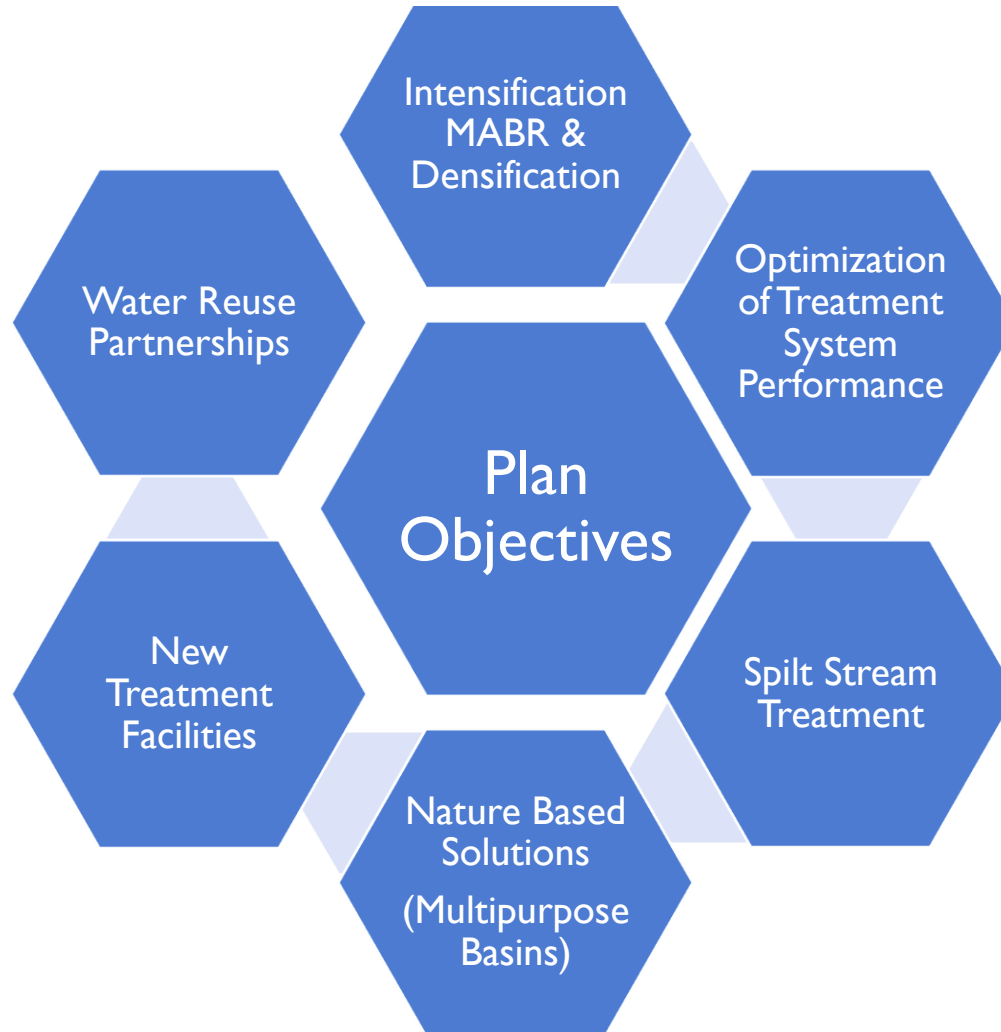 Intensification
MABR &
Densification
Optimization
of Treatment
System
Performance
Spilt Stream
Treatment
Nature Based
Solutions
(Multipurpose
Basins)
New
Treatment
Facilities
Water Reuse
Partnerships
Plan
Objectives